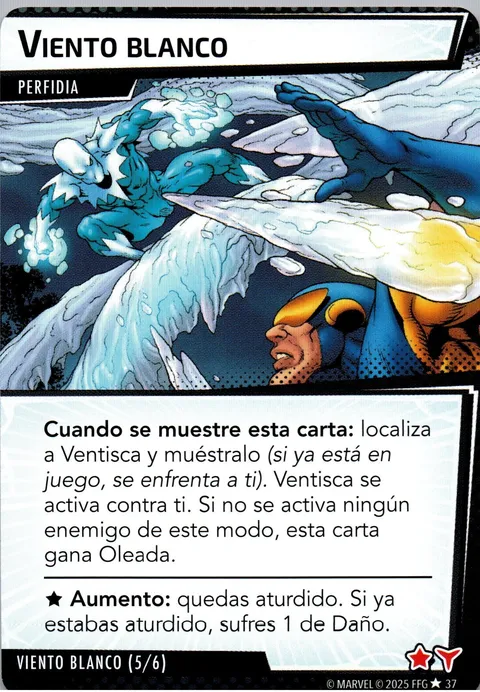 VIENTO BLANCO
PERFIDIA
Cuando se muestre esta carta: localiza
a Ventisca y muéstralo (si ya está en
juego, se enfrenta a ti). Ventisca se
activa contra ti. Si no se activa ningún
enemigo de este modo, esta carta
gana Oleada.
★ Aumento: quedas aturdido. Si ya
estabas aturdido, sufres 1 de Daño.
VIENTO BLANCO (5/6)
© MARVEL © 2025 FFG ★ 37